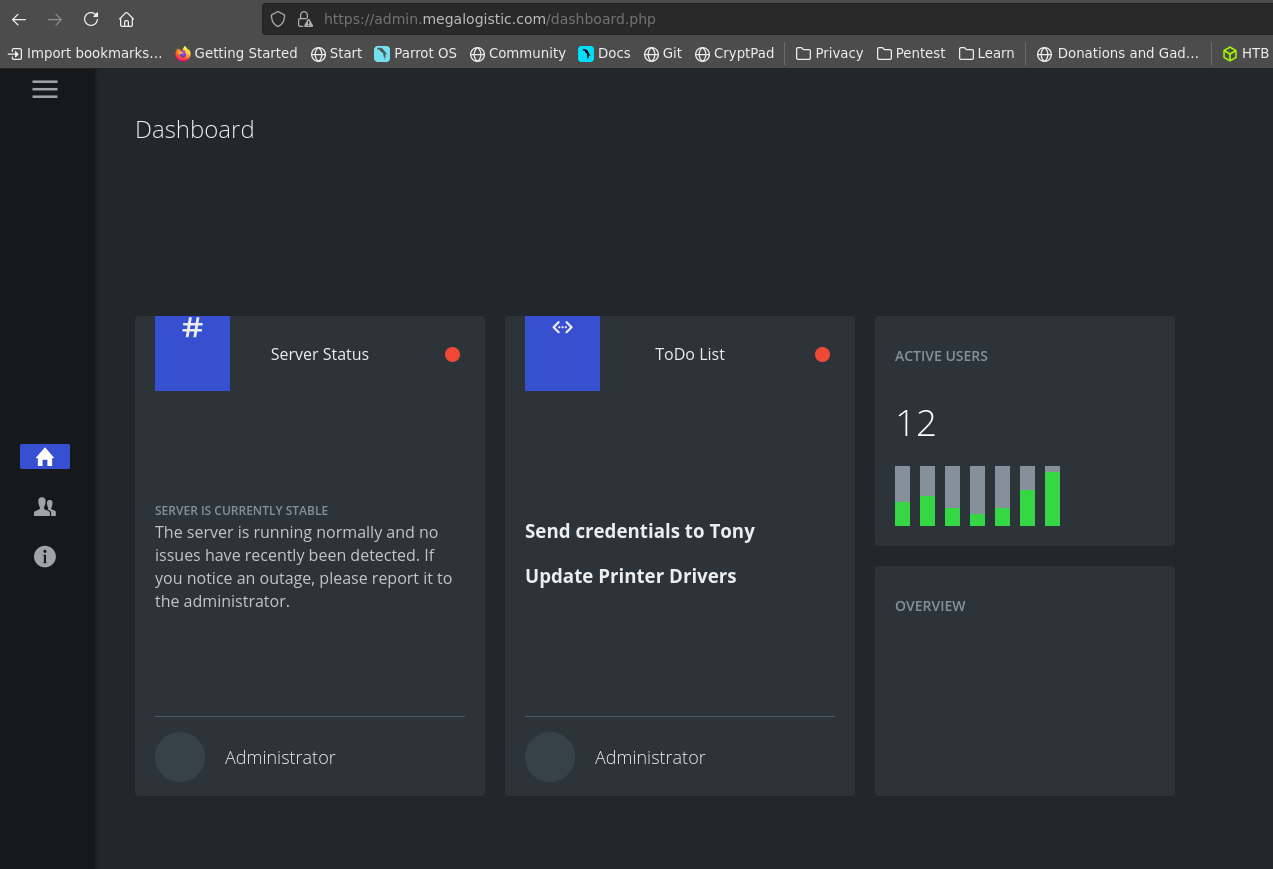 https://admin.megalogistic.com/dashboard.php
Import bookmarks... Getting Started Start Parrot OS Community Docs Git CryptPad Privacy Pentest Learn Donations and Gad... HTB
Dashboard
# Server Status
ToDo List
ACTIVE USERS
12
SERVER IS CURRENTLY STABLE
The server is running normally and no
issues have recently been detected. If
you notice an outage, please report it to
the administrator.
Send credentials to Tony
Update Printer Drivers
OVERVIEW
Administrator
Administrator